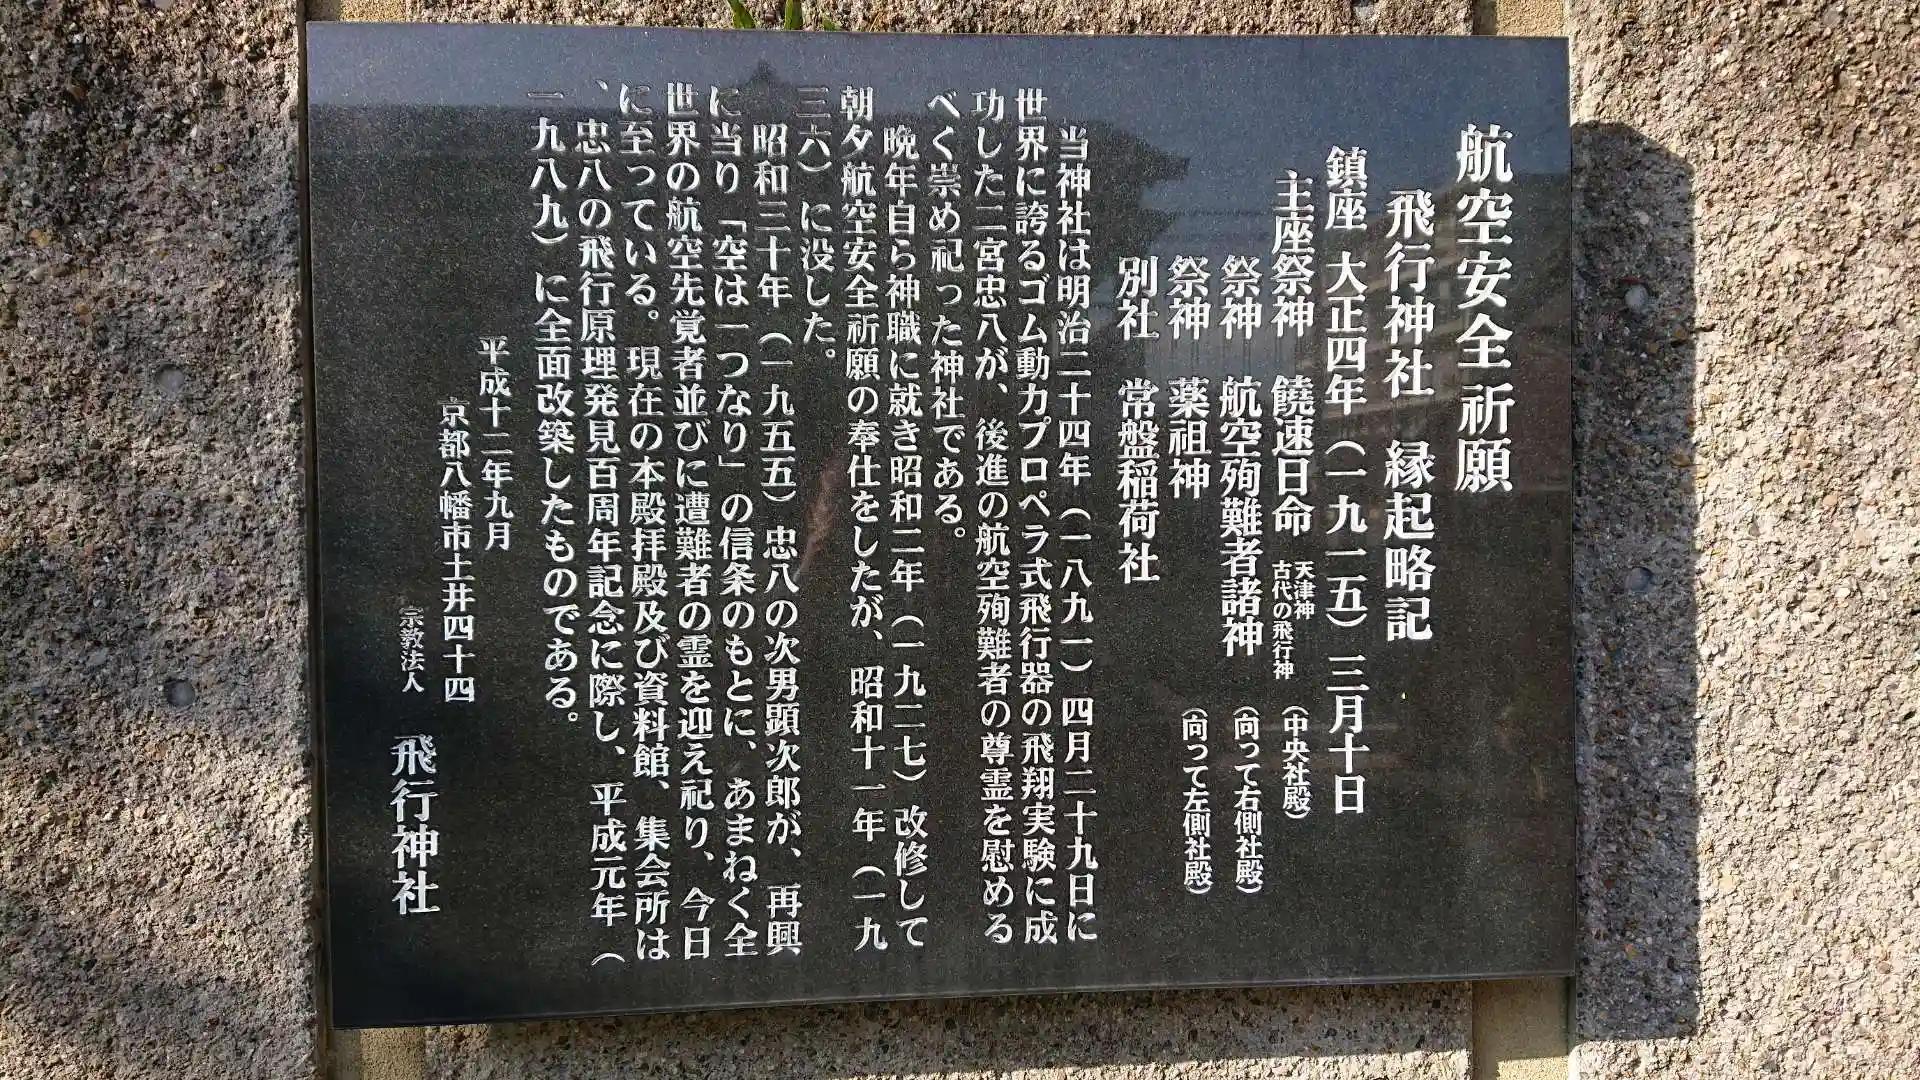 航空安全祈願
飛行神社 縁起略記
鎮座 大正四年(一九一五)三月十日
主座祭神 饒速日命 天津神 古代の飛行神 (中央社殿)
祭神 航空殉難者諸神 (向って右側社殿)
祭神 薬祖神 (向って左側社殿)
別社 常盤稲荷社
当神社は明治二十四年(一八九一)四月二十九日に
世界に誇るゴム動力プロペラ式飛行器の飛翔実験に成
功した二宮忠八が、後進の航空殉難者の尊霊を慰める
べく崇め祀った神社である。
晩年自ら神職に就き昭和二年(一九二七)改修して
朝夕航空安全祈願の奉仕をしたが、昭和十一年(一九
三六)に没した。
昭和三十年(一九五五)忠八の次男顕次郎が、再興
に当り「空は一つなり」の信条のもとに、あまねく全
世界の航空先覚者並びに遭難者の霊を迎え祀り、今日
に至っている。現在の本殿拝殿及び資料館、集会所は
、忠八の飛行原理発見百周年記念に際し、平成元年(
一九八九)に全面改築したものである。
平成十二年九月
京都八幡市土井四十四
宗教法人 飛行神社